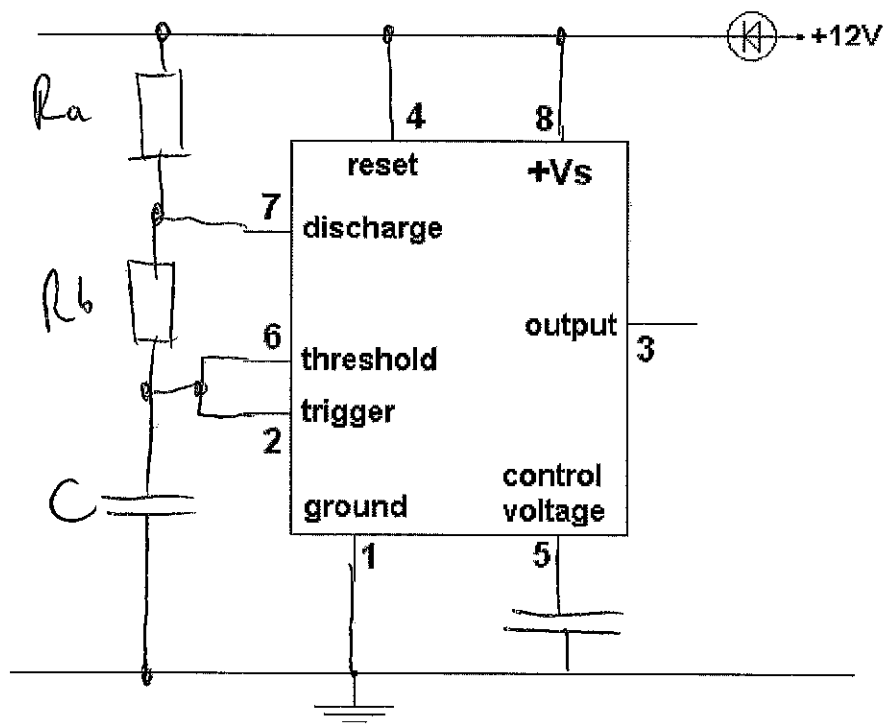 +12V
Ra
4
8
reset
+Vs
7
discharge
Rb
output
3
6
threshold
trigger
2
C
control
voltage
ground
1
5